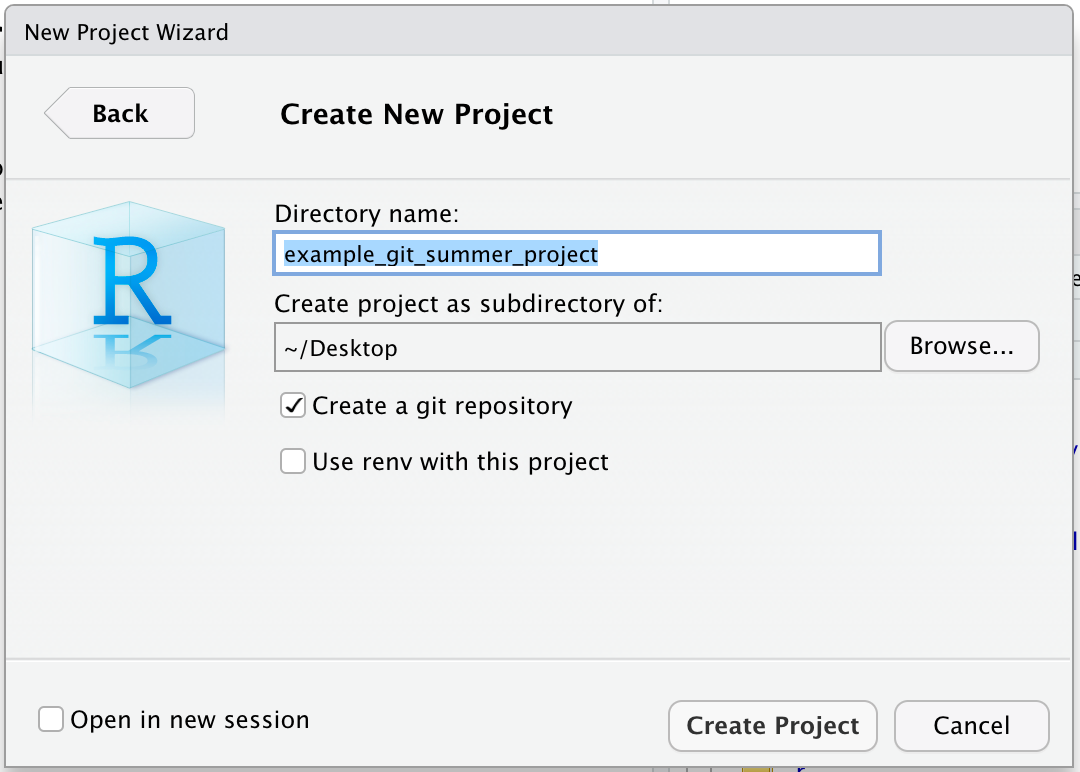 New Project Wizard
Back
Create New Project
R
Directory name:
example_git_summer_project
Create project as subdirectory of:
~/Desktop
Browse...
Create a git repository
Use renv with this project
Open in new session
Create Project
Cancel